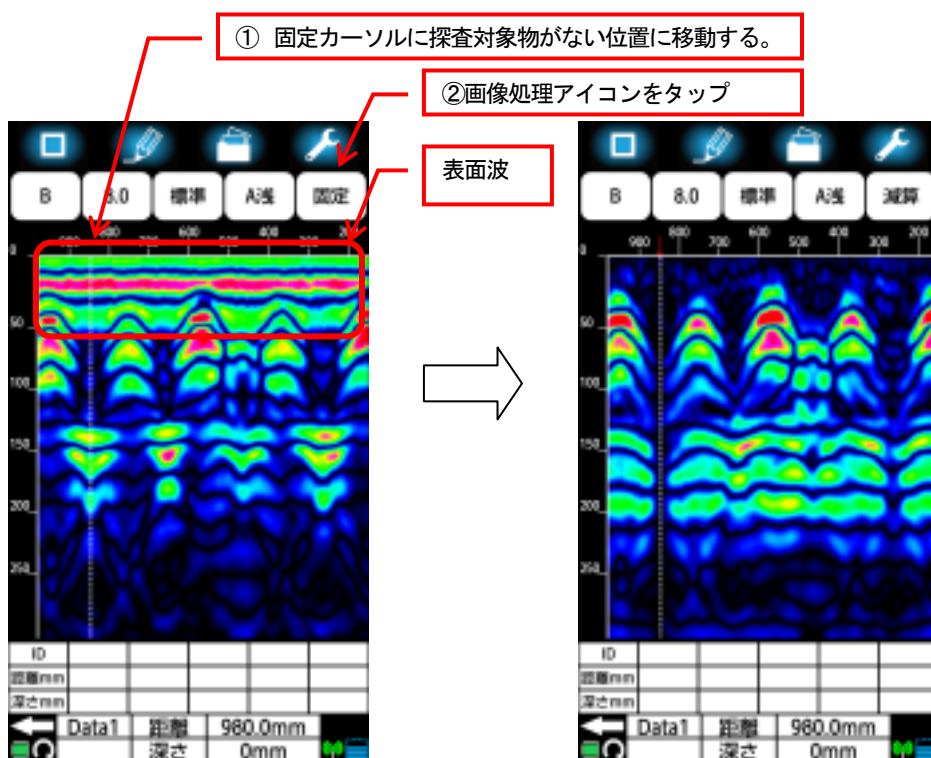 ① 固定カーソルに探査対象物がない位置に移動する。
②画像処理アイコンをタップ
表面波
B 8.0 標準 A浅 固定
900 800 700 600 500 400 200
0
50
100
150
200
250
ID
距離mm
深さmm
Data1 距離 980.0mm
深さ 0mm
B 8.0 標準 A浅 減算
900 800 700 600 500 400 300 200
0
50
100
150
200
250
ID
距離mm
深さmm
Data1 距離 980.0mm
深さ 0mm